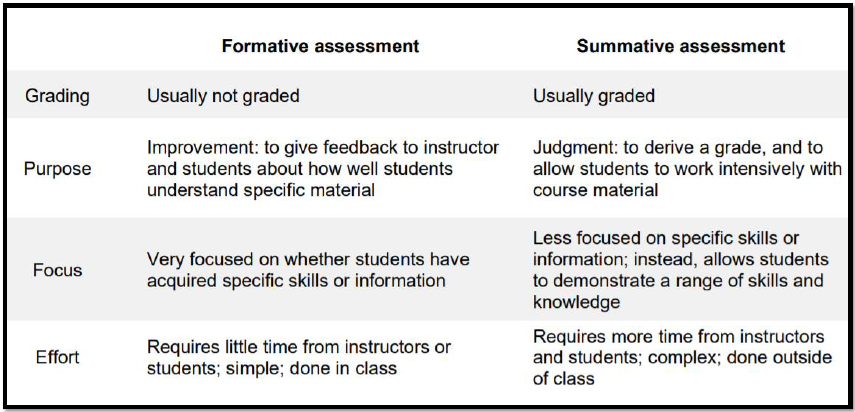 Formative assessment Summative assessment
Grading Usually not graded Usually graded
Purpose
Improvement: to give feedback to instructor
and students about how well students
understand specific material
Judgment: to derive a grade, and to
allow students to work intensively with
course material
Focus
Very focused on whether students have
acquired specific skills or information
Less focused on specific skills or
information; instead, allows students
to demonstrate a range of skills and
knowledge
Effort
Requires little time from instructors or
students; simple; done in class
Requires more time from instructors
and students; complex; done outside
of class